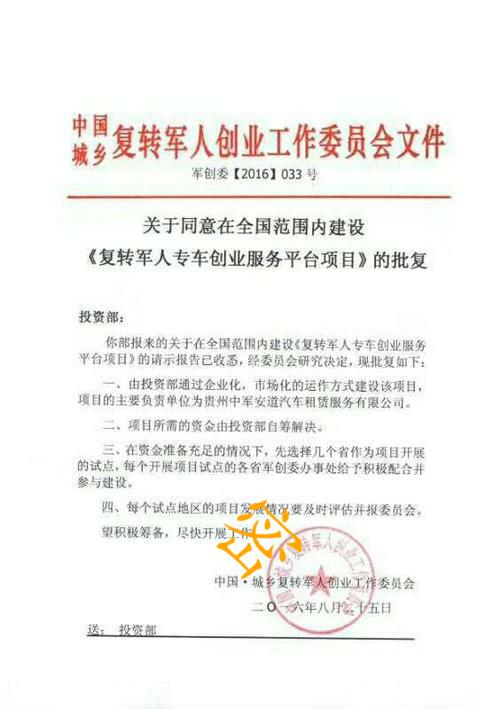 中国
城乡
复转军人创业工作委员会文件
军创委【2016】033 号
关于同意在全国范围内建设
《复转军人专车创业服务平台项目》的批复
投资部：
你部报来的关于在全国范围内建设《复转军人专车创业服务
平台项目》的请示报告已收悉，经委员会研究决定，现批复如下：
一、由投资部通过企业化，市场化的运作方式建设该项目，
项目的主要负责单位为贵州中军安道汽车租赁服务有限公司。
二、项目所需的资金由投资部自筹解决。
三、在资金准备充足的情况下，先选择几个省作为项目开展
的试点，每个开展项目试点的各省军创委办事处给予积极配合并
参与建设。
四、每个试点地区的项目发展情况要及时评估并报委员会。
望积极筹备，尽快开展工作
密
中国·城乡复转军人创业工作委员会
二〇一六年八月二十五日
送： 投资部